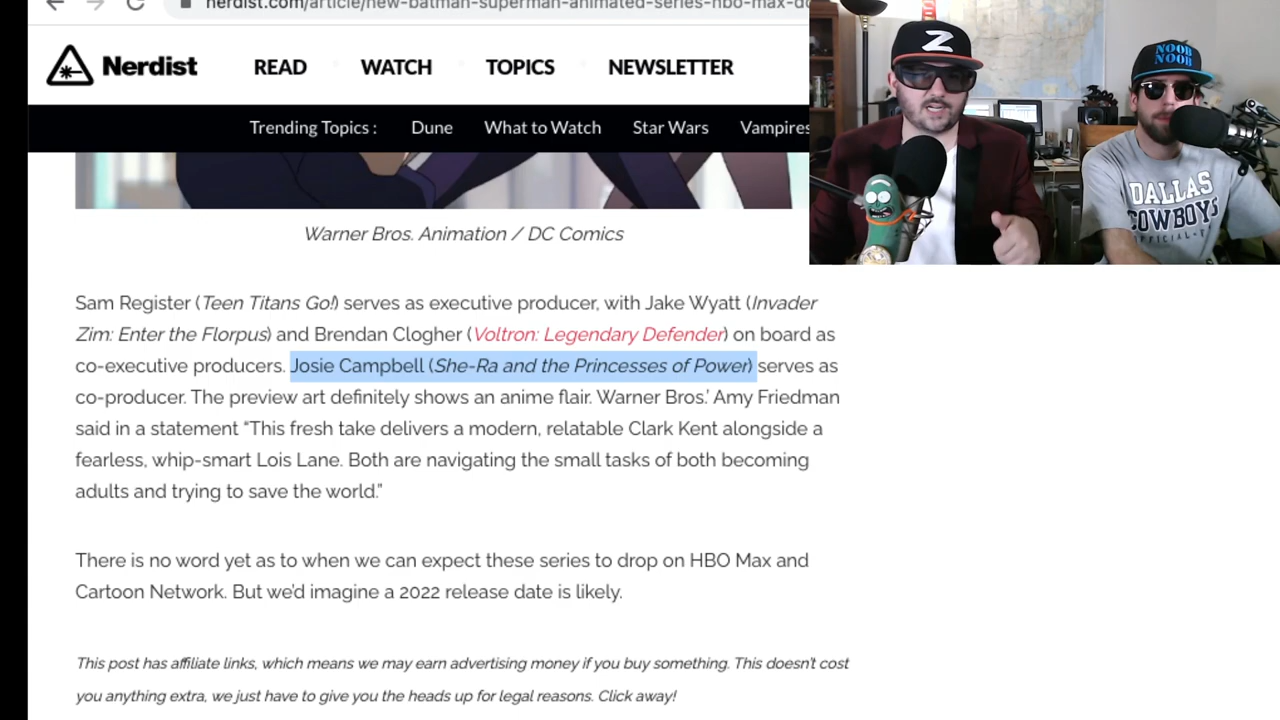 nerdist.com/article/new-batman-superman-animated-series-hbo-max-dc
Nerdist READ WATCH TOPICS NEWSLETTER
Trending Topics : Dune What to Watch Star Wars Vampires
Z
NOOB
NOOB
DALLAS
COWBOYS
Warner Bros. Animation / DC Comics
Sam Register (Teen Titans Go!) serves as executive producer, with Jake Wyatt (Invader
Zim: Enter the Florpus) and Brendan Clogher (Voltron: Legendary Defender) on board as
co-executive producers. Josie Campbell (She-Ra and the Princesses of Power) serves as
co-producer. The preview art definitely shows an anime flair. Warner Bros.’ Amy Friedman
said in a statement “This fresh take delivers a modern, relatable Clark Kent alongside a
fearless, whip-smart Lois Lane. Both are navigating the small tasks of both becoming
adults and trying to save the world.”
There is no word yet as to when we can expect these series to drop on HBO Max and
Cartoon Network. But we’d imagine a 2022 release date is likely.
This post has affiliate links, which means we may earn advertising money if you buy something. This doesn’t cost
you anything extra, we just have to give you the heads up for legal reasons. Click away!